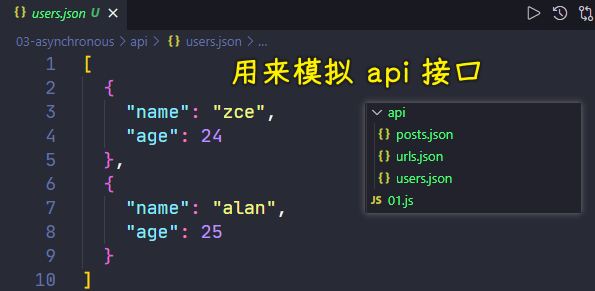 users.json U
03-asynchronous > api > users.json > ...
1 [
2 {
3 "name": "zce",
4 "age": 24
5 },
6 {
7 "name": "alan",
8 "age": 25
9 }
10 ]
用来模拟 api 接口
api
{} posts.json
{} urls.json
{} users.json
JS 01.js